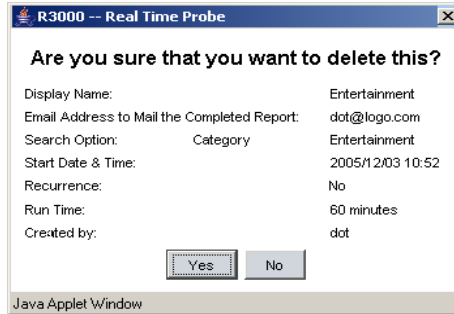 R3000 -- Real Time Probe
Are you sure that you want to delete this?
Display Name: Entertainment
Email Address to Mail the Completed Report: dot@logo.com
Search Option: Category Entertainment
Start Date & Time: 2005/12/03 10:52
Recurrence: No
Run Time: 60 minutes
Created by: dot
Yes No
Java Applet Window